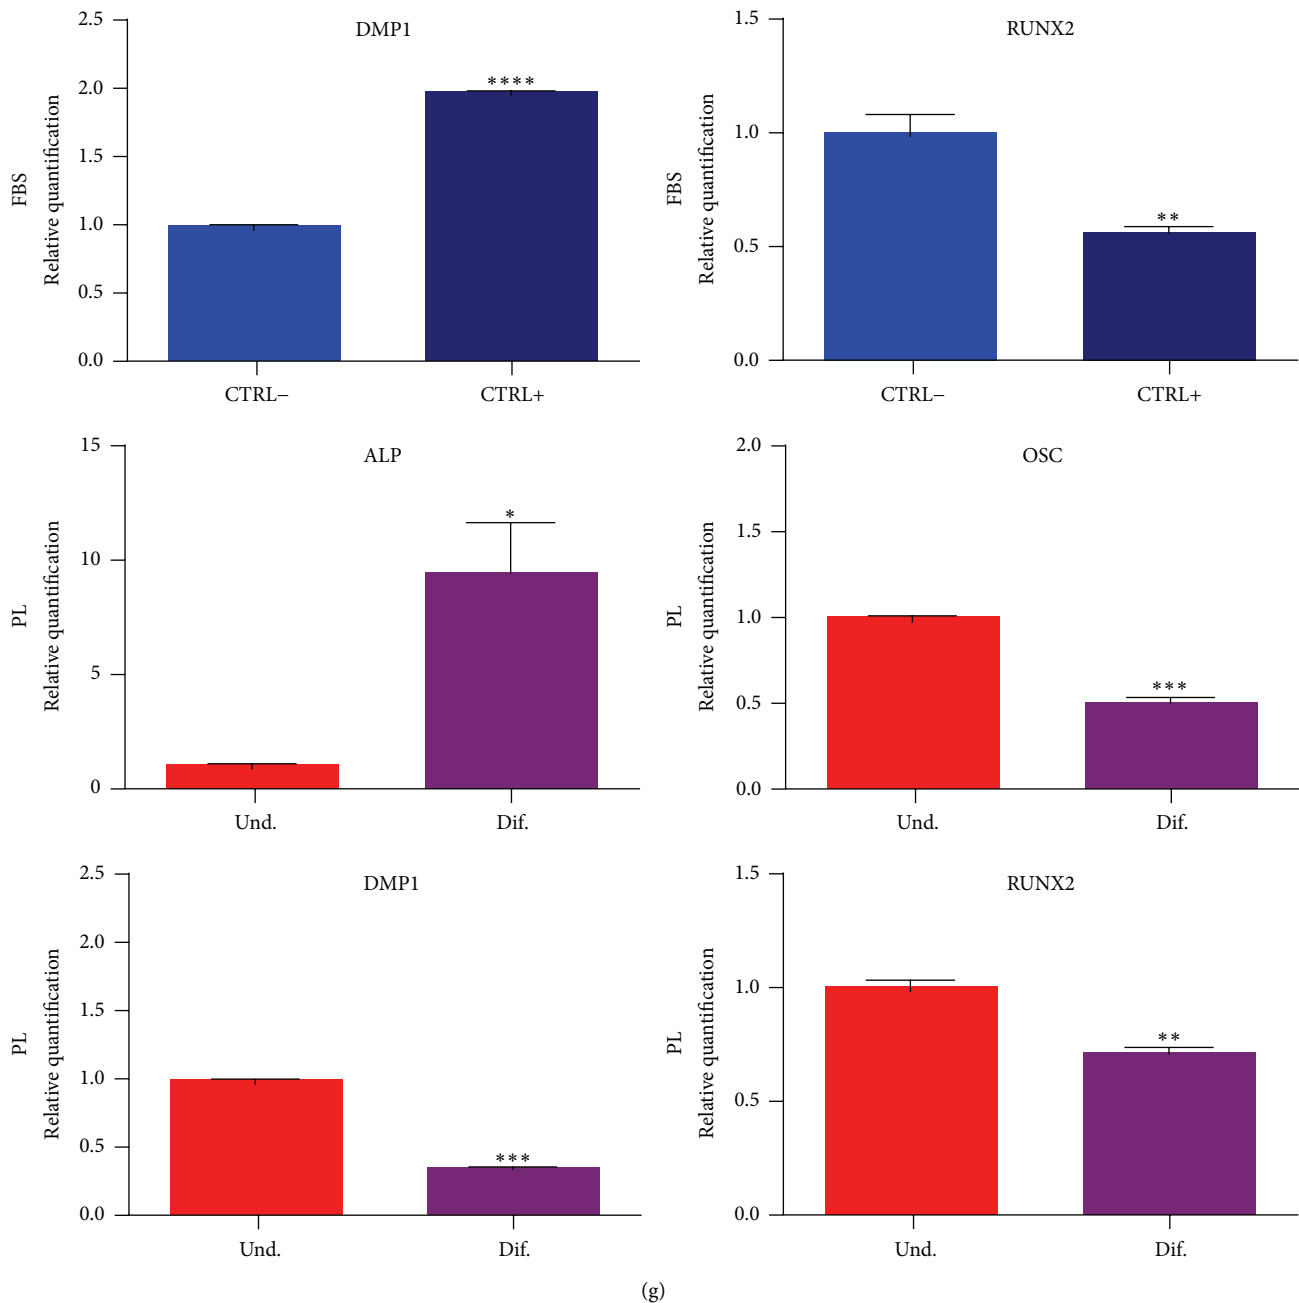 DMP1
FBS
Relative quantification
2.5
2.0
1.5
1.0
0.5
0.0
****
CTRL−
CTRL+
RUNX2
FBS
Relative quantification
1.5
1.0
0.5
0.0
**
CTRL−
CTRL+
ALP
PL
Relative quantification
15
10
5
0
*
Und.
Dif.
OSC
PL
Relative quantification
2.0
1.5
1.0
0.5
0.0
***
Und.
Dif.
DMP1
PL
Relative quantification
2.5
2.0
1.5
1.0
0.5
0.0
***
Und.
Dif.
RUNX2
PL
Relative quantification
1.5
1.0
0.5
0.0
**
Und.
Dif.
(g)